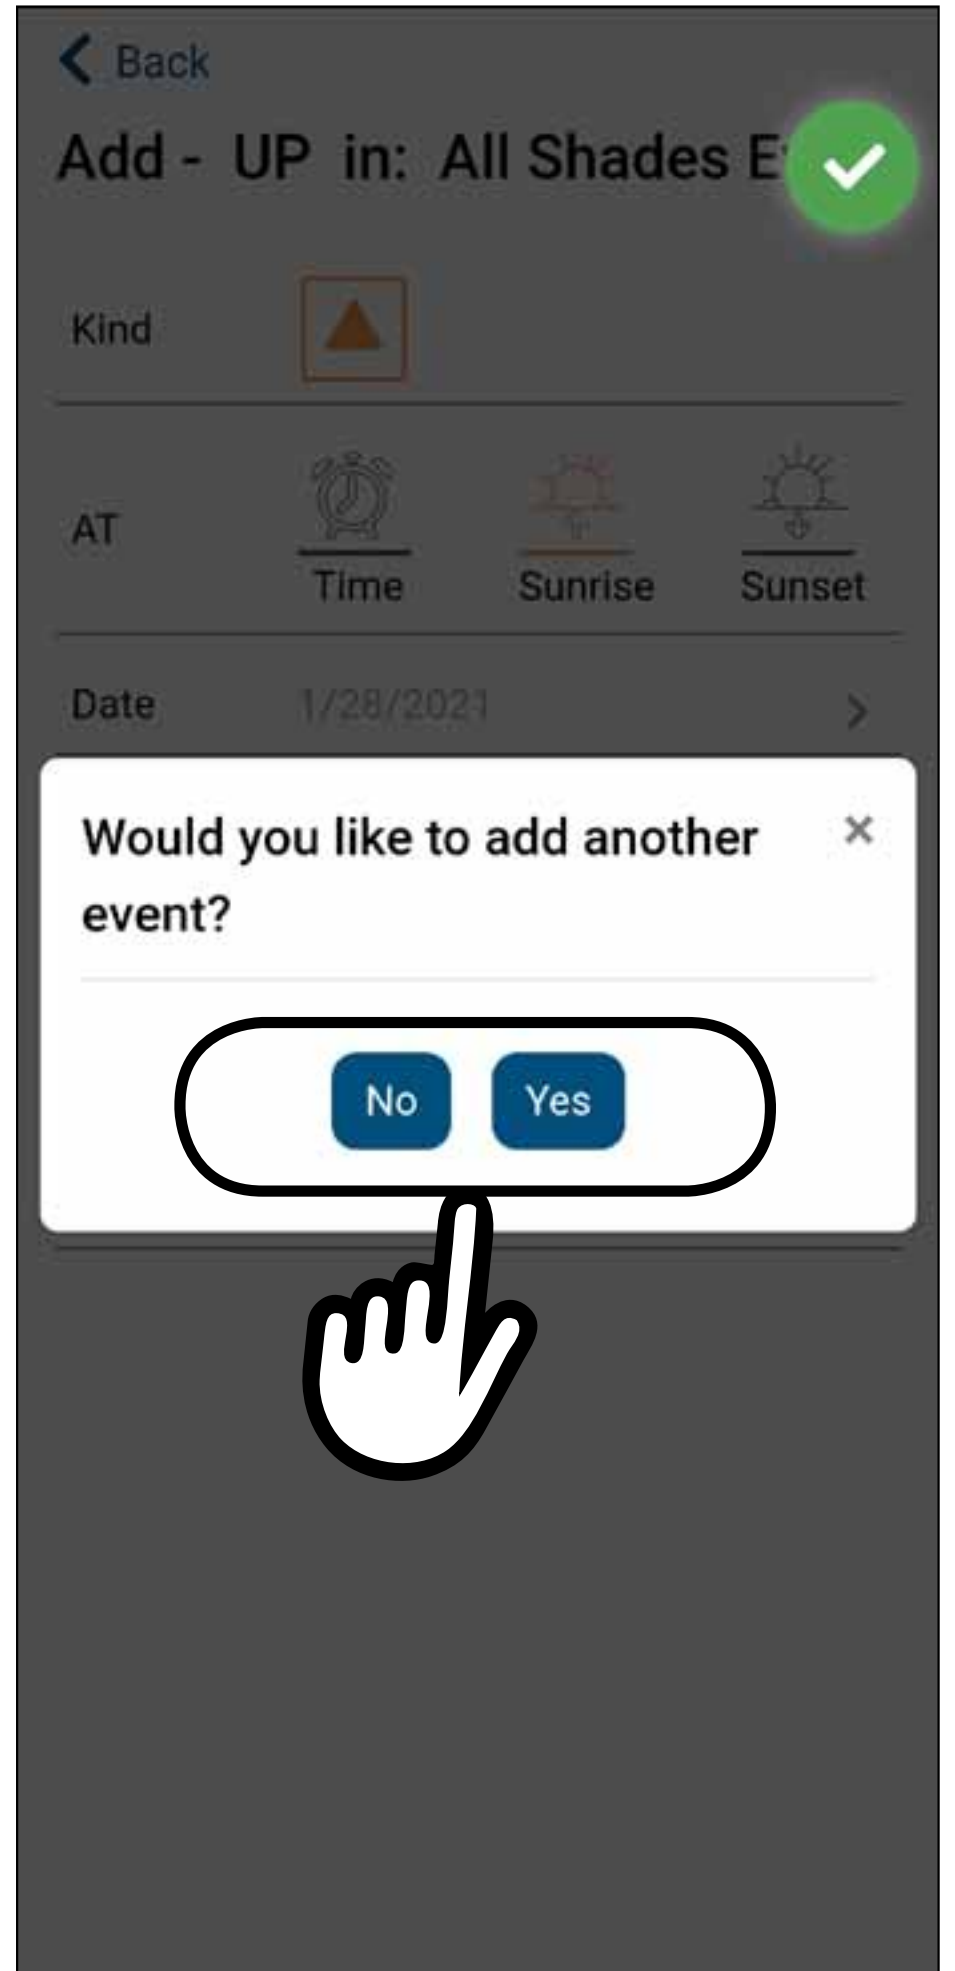 Back
Add - UP in: All Shades E
Kind
AT
Time Sunrise Sunset
Date 1/28/2021
Would you like to add another
event?
No Yes